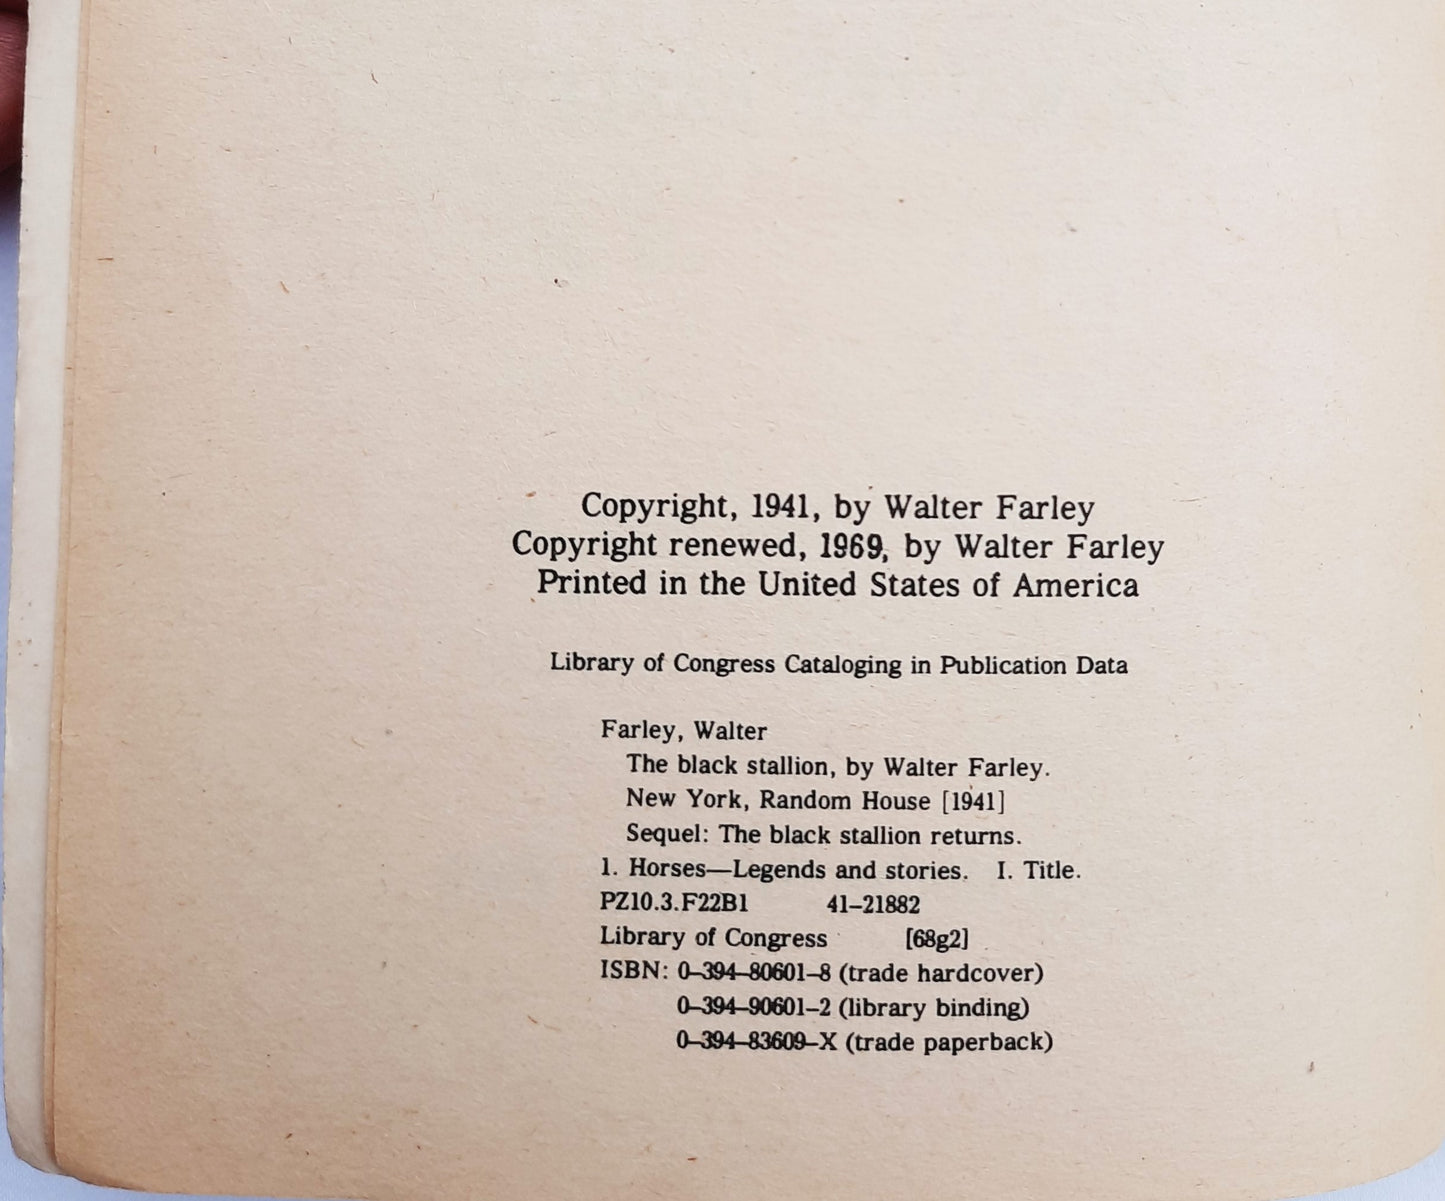 Copyright, 1941, by Walter Farley
Copyright renewed, 1969, by Walter Farley
Printed in the United States of America
Library of Congress Cataloging in Publication Data
Farley, Walter
The black stallion, by Walter Farley.
New York, Random House [1941]
Sequel: The black stallion returns.
1. Horses—Legends and stories. I. Title.
PZ10.3.F22B1 41–21882
Library of Congress [68g2]
ISBN: 0–394–80601–8 (trade hardcover)
0–394–90601–2 (library binding)
0–394–83609–X (trade paperback)